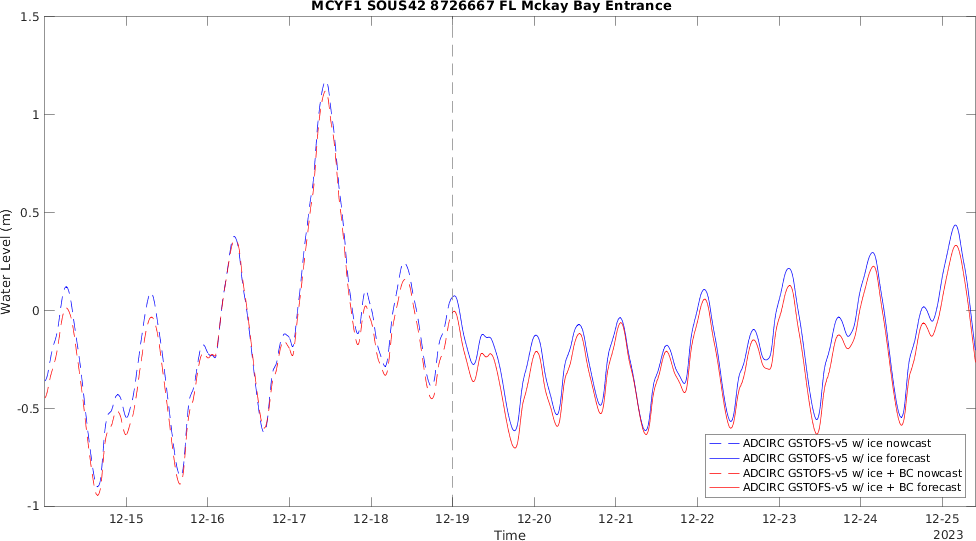 MCYF1 SOUS42 8726667 FL Mckay Bay Entrance
1.5
1
0.5
0
-0.5
-1
Water Level (m)
12-15
12-16
12-17
12-18
12-19
12-20
12-21
12-22
12-23
12-24
12-25
2023
Time
ADCIRC GSTOFS-v5 w/ ice nowcast
ADCIRC GSTOFS-v5 w/ ice forecast
ADCIRC GSTOFS-v5 w/ ice + BC nowcast
ADCIRC GSTOFS-v5 w/ ice + BC forecast